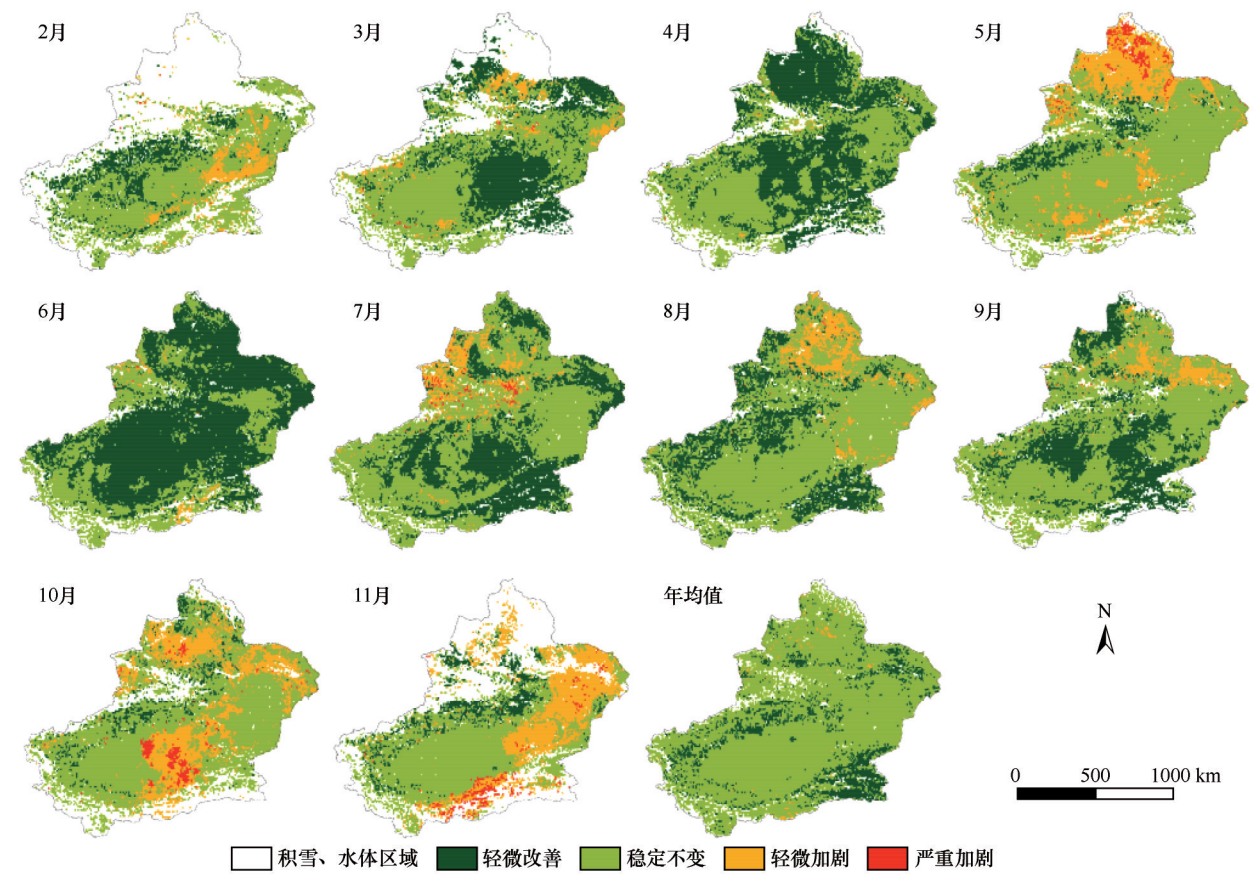 2月
3月
4月
5月
6月
7月
8月
9月
10月
11月
年均值
N
0 500 1000 km
积雪、水体区域 轻微改善 稳定不变 轻微加剧 严重加剧